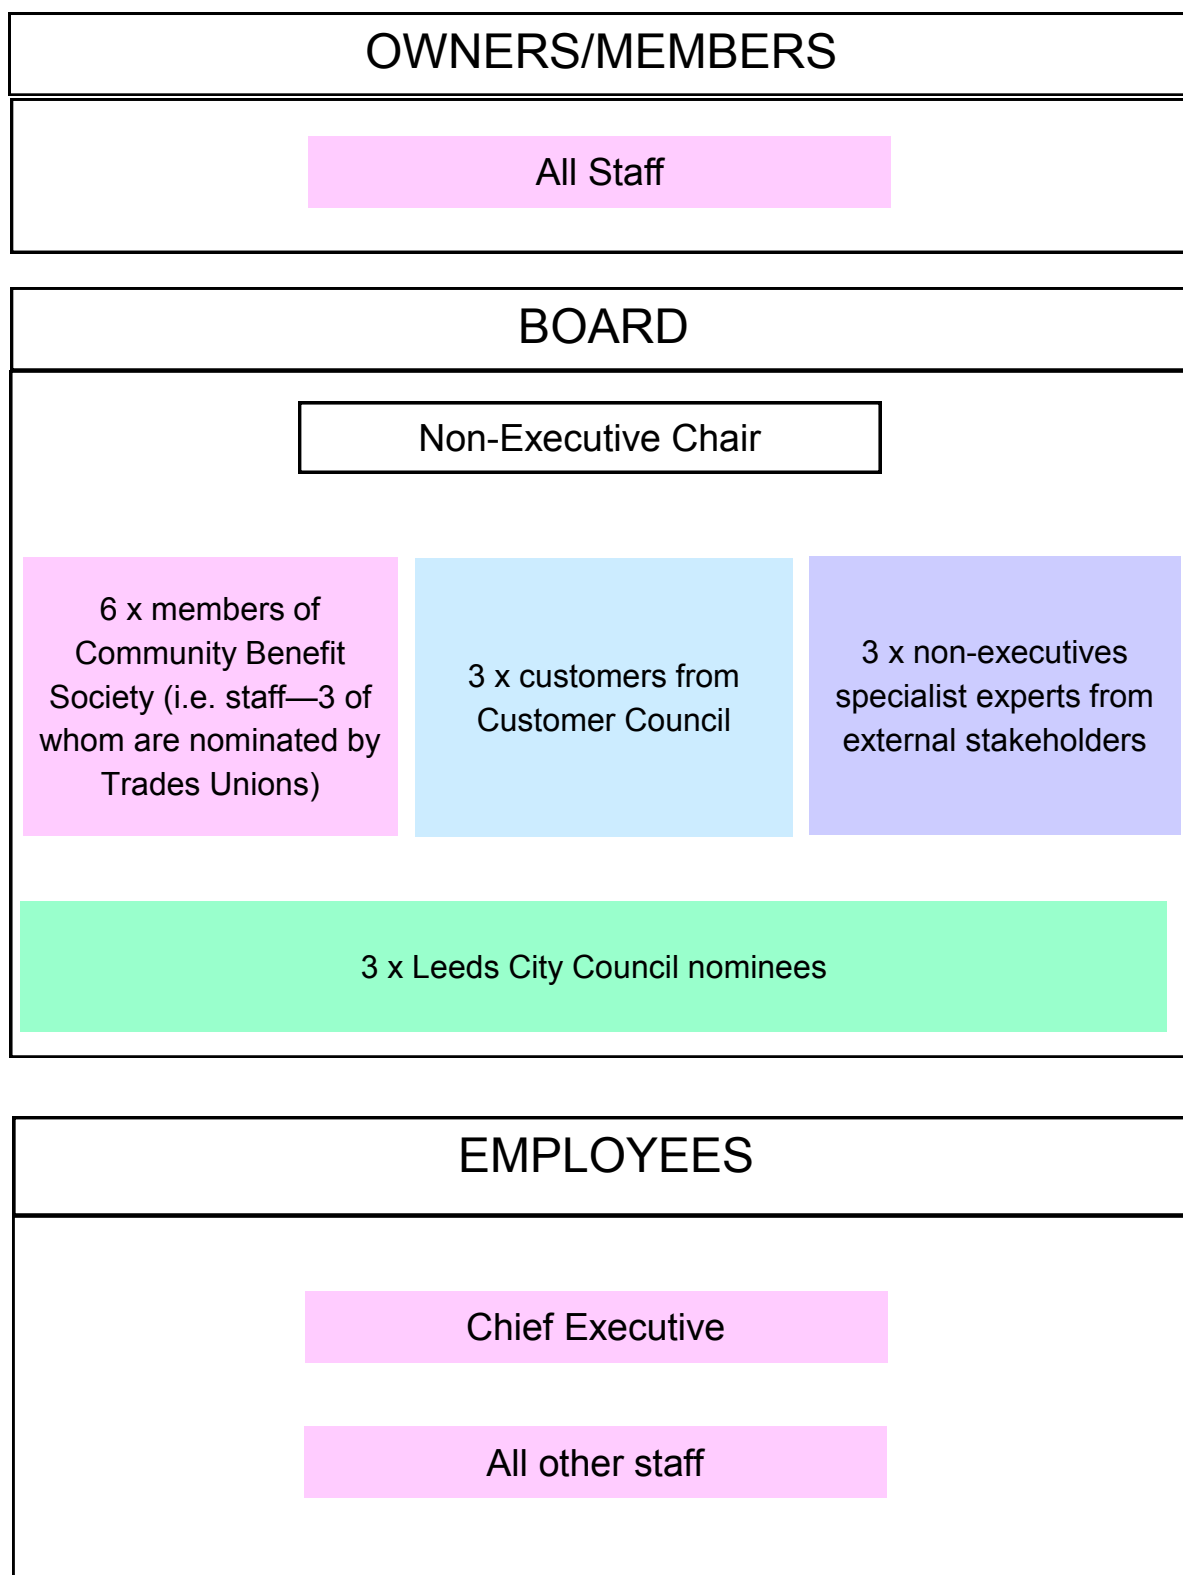 OWNERS/MEMBERS
All Staff
BOARD
Non-Executive Chair
6 x members of
Community Benefit
Society (i.e. staff—3 of
whom are nominated by
Trades Unions)
3 x customers from
Customer Council
3 x non-executives
specialist experts from
external stakeholders
3 x Leeds City Council nominees
EMPLOYEES
Chief Executive
All other staff